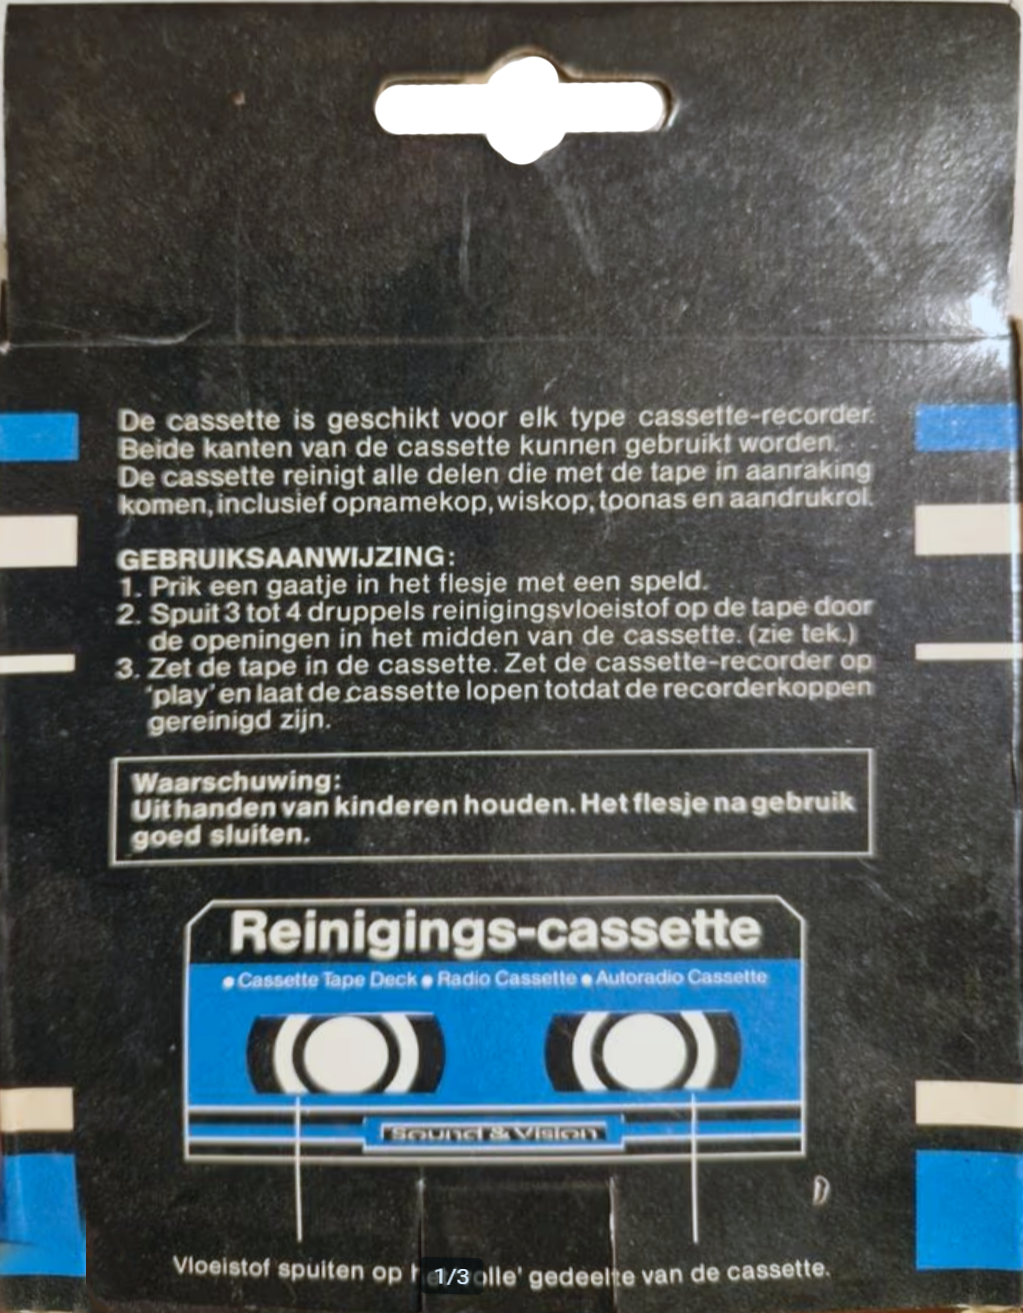 De cassette is geschikt voor elk type cassette-recorder.
Beide kanten van de cassette kunnen gebruikt worden.
De cassette reinigt alle delen die met de tape in aanraking
komen, inclusief opnamekop, wiskop, toonas en aandrukrol.
GEBRUIKSAANWIJZING:
1. Prik een gaatje in het flesje met een speld.
2. Spuit 3 tot 4 druppels reinigingsvloeistof op de tape door
de openingen in het midden van de cassette. (zie tek.)
3. Zet de tape in de cassette. Zet de cassette-recorder op
'play' en laat de cassette lopen totdat de recorderkoppen
gereinigd zijn.
Waarschuwing:
Uit handen van kinderen houden. Het flesje na gebruik
goed sluiten.
Reinigings-cassette
• Cassette Tape Deck • Radio Cassette • Autoradio Cassette
Sound & Vision
Vloeistof spuiten op gedeelte van de cassette.
1/3